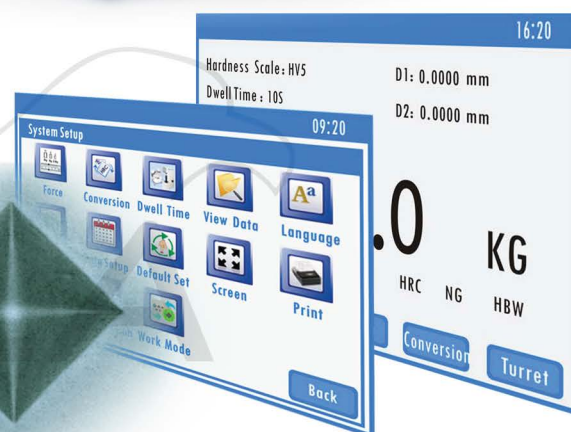 16:20
Hardness Scale: HV5
D1: 0.0000 mm
Dwell Time : 10S
D2: 0.0000 mm
.0
KG
HRC NG HBW
Conversion
Turret
09:20
System Setup
Force
Conversion
Dwell Time
View Data
Language
Default Set
Screen
Print
Work Mode
Back